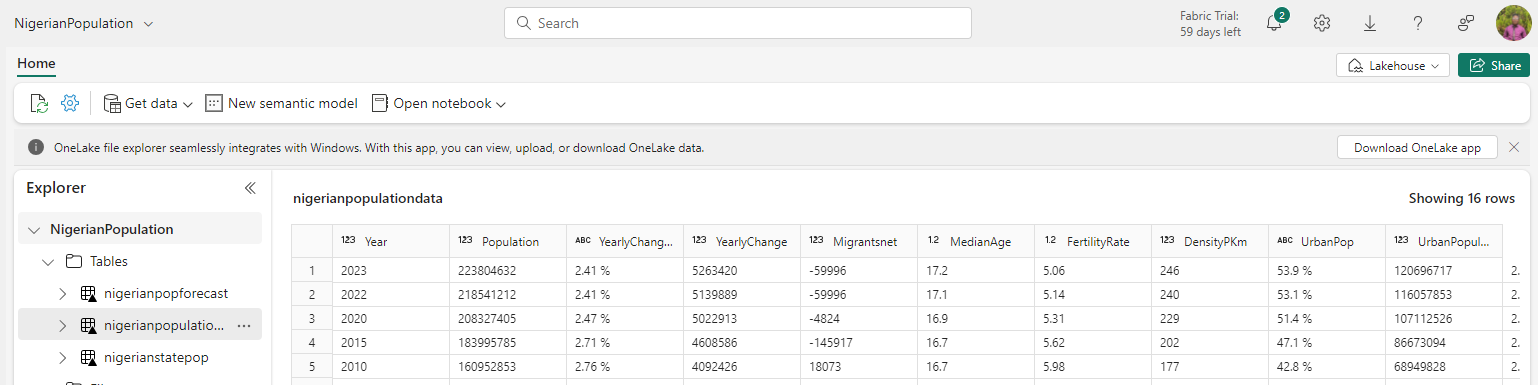 NigerianPopulation
Search
Fabric Trial:
59 days left
2
Home
Lakehouse
Share
Get data
New semantic model
Open notebook
OneLake file explorer seamlessly integrates with Windows. With this app, you can view, upload, or download OneLake data.
Download OneLake app
Explorer
NigerianPopulation
Tables
nigerianpopforecast
nigerianpopulatio...
nigerianstatepop
nigerianpopulationdata
Showing 16 rows
123 Year 123 Population ABC YearlyChang... 123 YearlyChange 123 Migrantsnet 1.2 MedianAge 1.2 FertilityRate 123 DensityPKm ABC UrbanPop 123 UrbanPopul...
1 2023 223804632 2.41 % 5263420 -59996 17.2 5.06 246 53.9 % 120696717 2.
2 2022 218541212 2.41 % 5139889 -59996 17.1 5.14 240 53.1 % 116057853 2.
3 2020 208327405 2.47 % 5022913 -4824 16.9 5.31 229 51.4 % 107112526 2.
4 2015 183995785 2.71 % 4608586 -145917 16.7 5.62 202 47.1 % 86673094 2.
5 2010 160952853 2.76 % 4092426 18073 16.7 5.98 177 42.8 % 68949828 2.